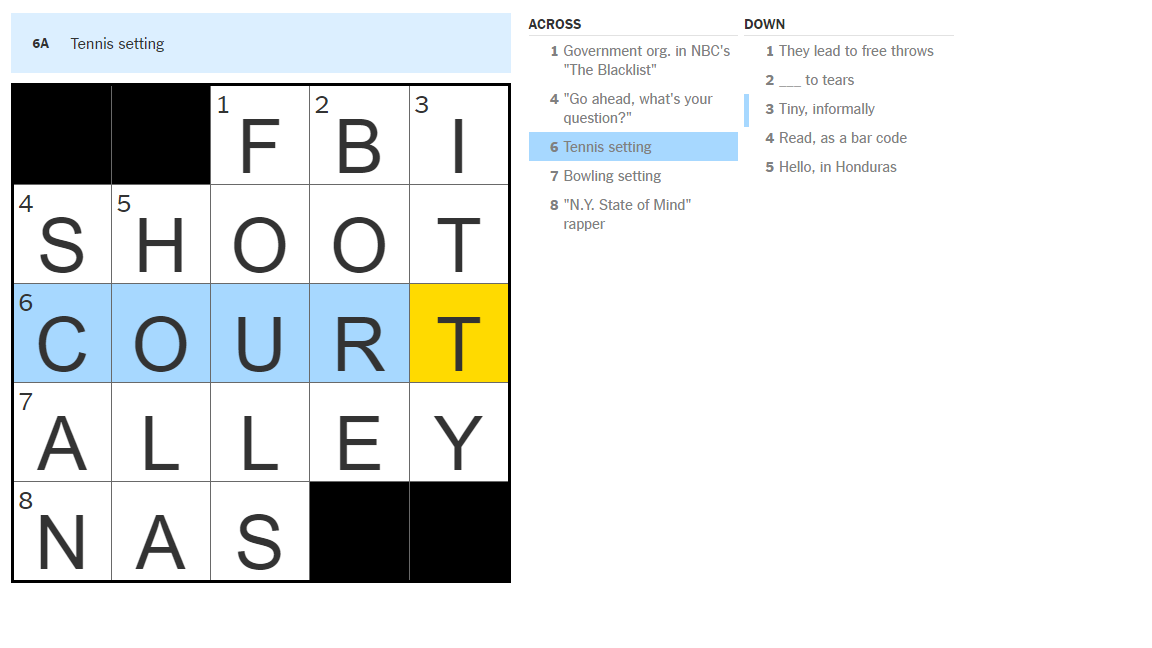 6A Tennis setting
1 2 3
F B I
4 5
S H O O T
6
C O U R T
7
A L L E Y
8
N A S
ACROSS
1 Government org. in NBC's
"The Blacklist"
4 "Go ahead, what's your
question?"
6 Tennis setting
7 Bowling setting
8 "N.Y. State of Mind"
rapper
DOWN
1 They lead to free throws
2 ___ to tears
3 Tiny, informally
4 Read, as a bar code
5 Hello, in Honduras